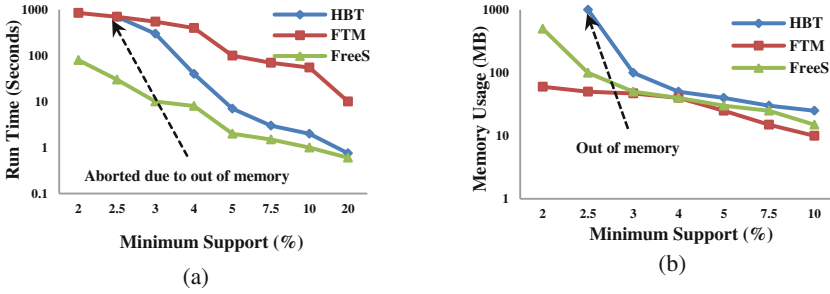 1000
100
10
1
0.1
Run Time (Seconds)
HBT
FTM
FreeS
Aborted due to out of memory
2 2.5 3 4 5 7.5 10 20
Minimum Support (%)
(a)
1000
100
10
1
Memory Usage (MB)
HBT
FTM
FreeS
Out of memory
2 2.5 3 4 5 7.5 10
Minimum Support (%)
(b)